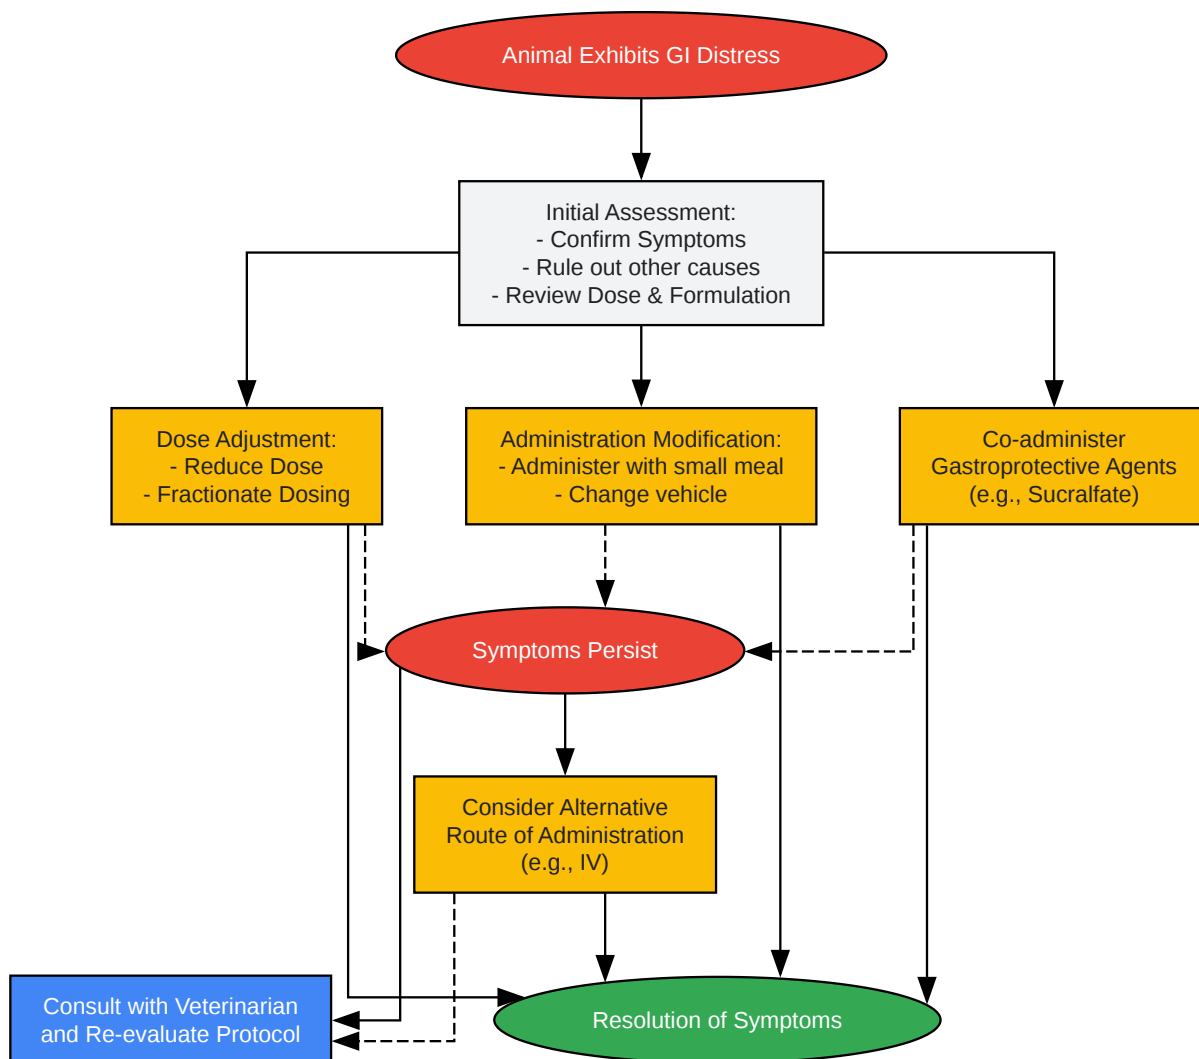 Animal Exhibits GI Distress
Initial Assessment:
- Confirm Symptoms
- Rule out other causes
- Review Dose & Formulation
Dose Adjustment:
- Reduce Dose
- Fractionate Dosing
Administration Modification:
- Administer with small meal
- Change vehicle
Co-administer
Gastroprotective Agents
(e.g., Sucralfate)
Symptoms Persist
Consider Alternative
Route of Administration
(e.g., IV)
Consult with Veterinarian
and Re-evaluate Protocol
Resolution of Symptoms